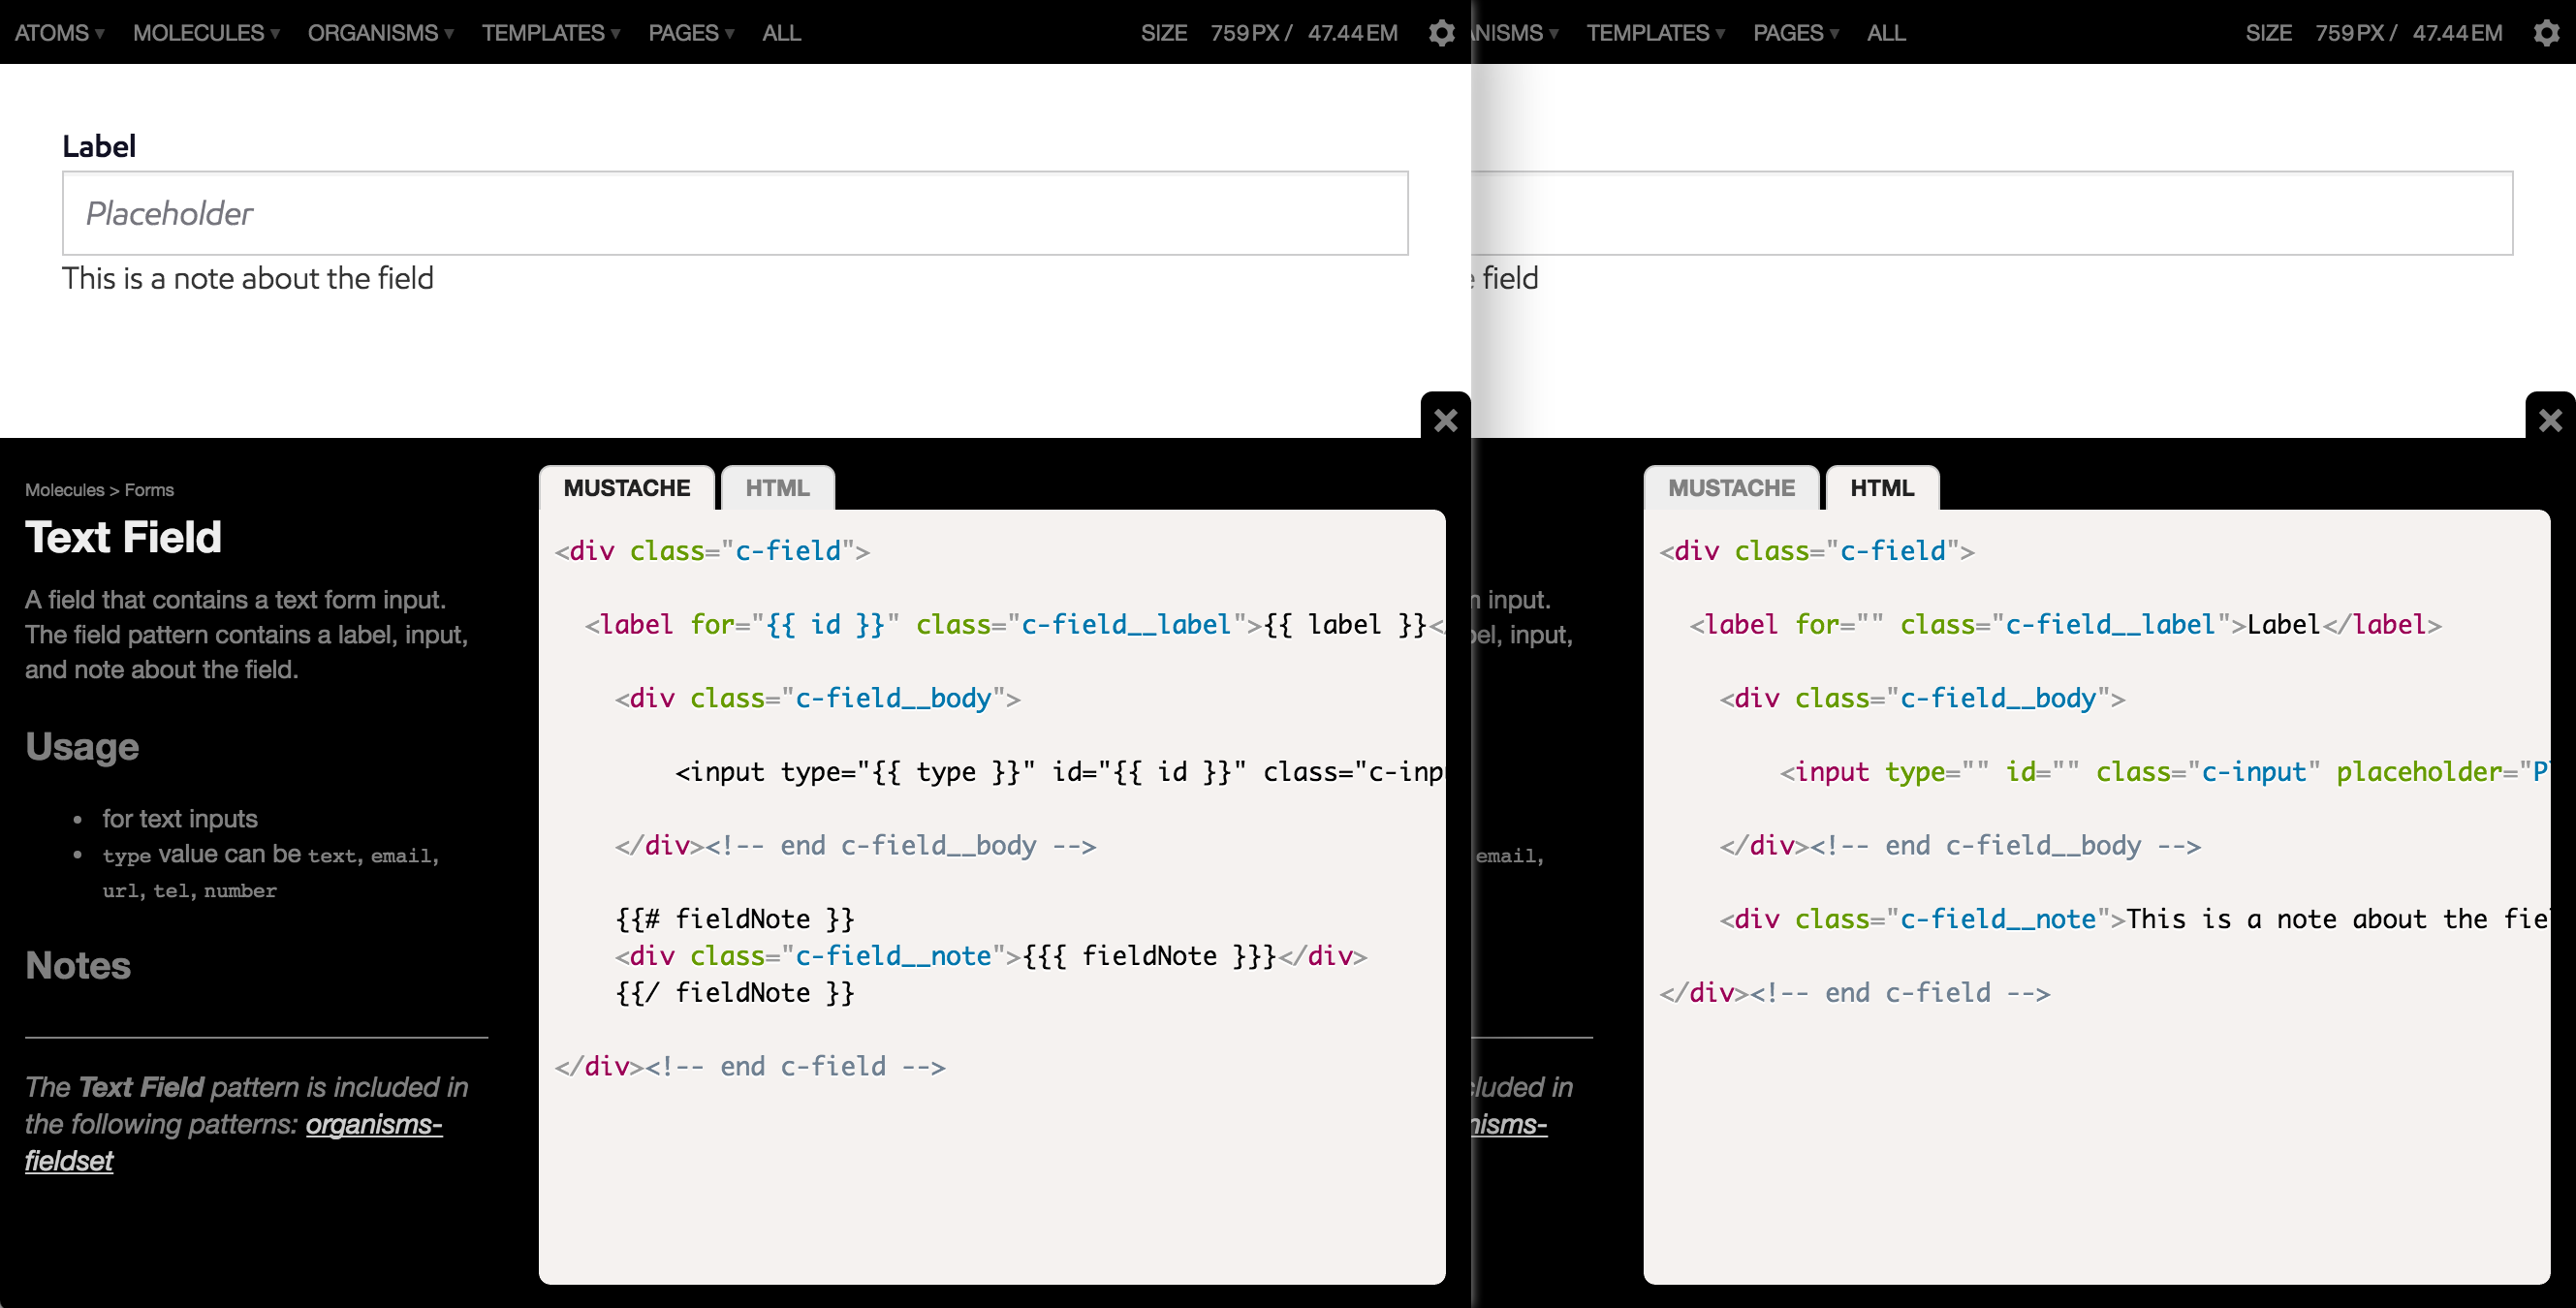 ATOMS MOLECULES ORGANISMS TEMPLATES PAGES ALL SIZE 759PX / 47.44EM
Label
Placeholder
This is a note about the field
Molecules > Forms
Text Field
A field that contains a text form input.
The field pattern contains a label, input,
and note about the field.
Usage
• for text inputs
• type value can be text, email,
url, tel, number
Notes
The Text Field pattern is included in
the following patterns: organisms-
fieldset
MUSTACHE HTML
<div class="c-field">
<label for="{{ id }}" class="c-field__label">{{ label }}<
<div class="c-field__body">
<input type="{{ type }}" id="{{ id }}" class="c-inp
</div><!-- end c-field__body -->
{{# fieldNote }}
<div class="c-field__note">{{{ fieldNote }}}</div>
{{/ fieldNote }}
</div><!-- end c-field -->
TEMPLATES PAGES ALL SIZE 759PX / 47.44EM
field
input.
input,
email,
in
MUSTACHE HTML
<div class="c-field">
<label for="" class="c-field__label">Label</label>
<div class="c-field__body">
<input type="" id="" class="c-input" placeholder="P
</div><!-- end c-field__body -->
<div class="c-field__note">This is a note about the fie
</div><!-- end c-field -->